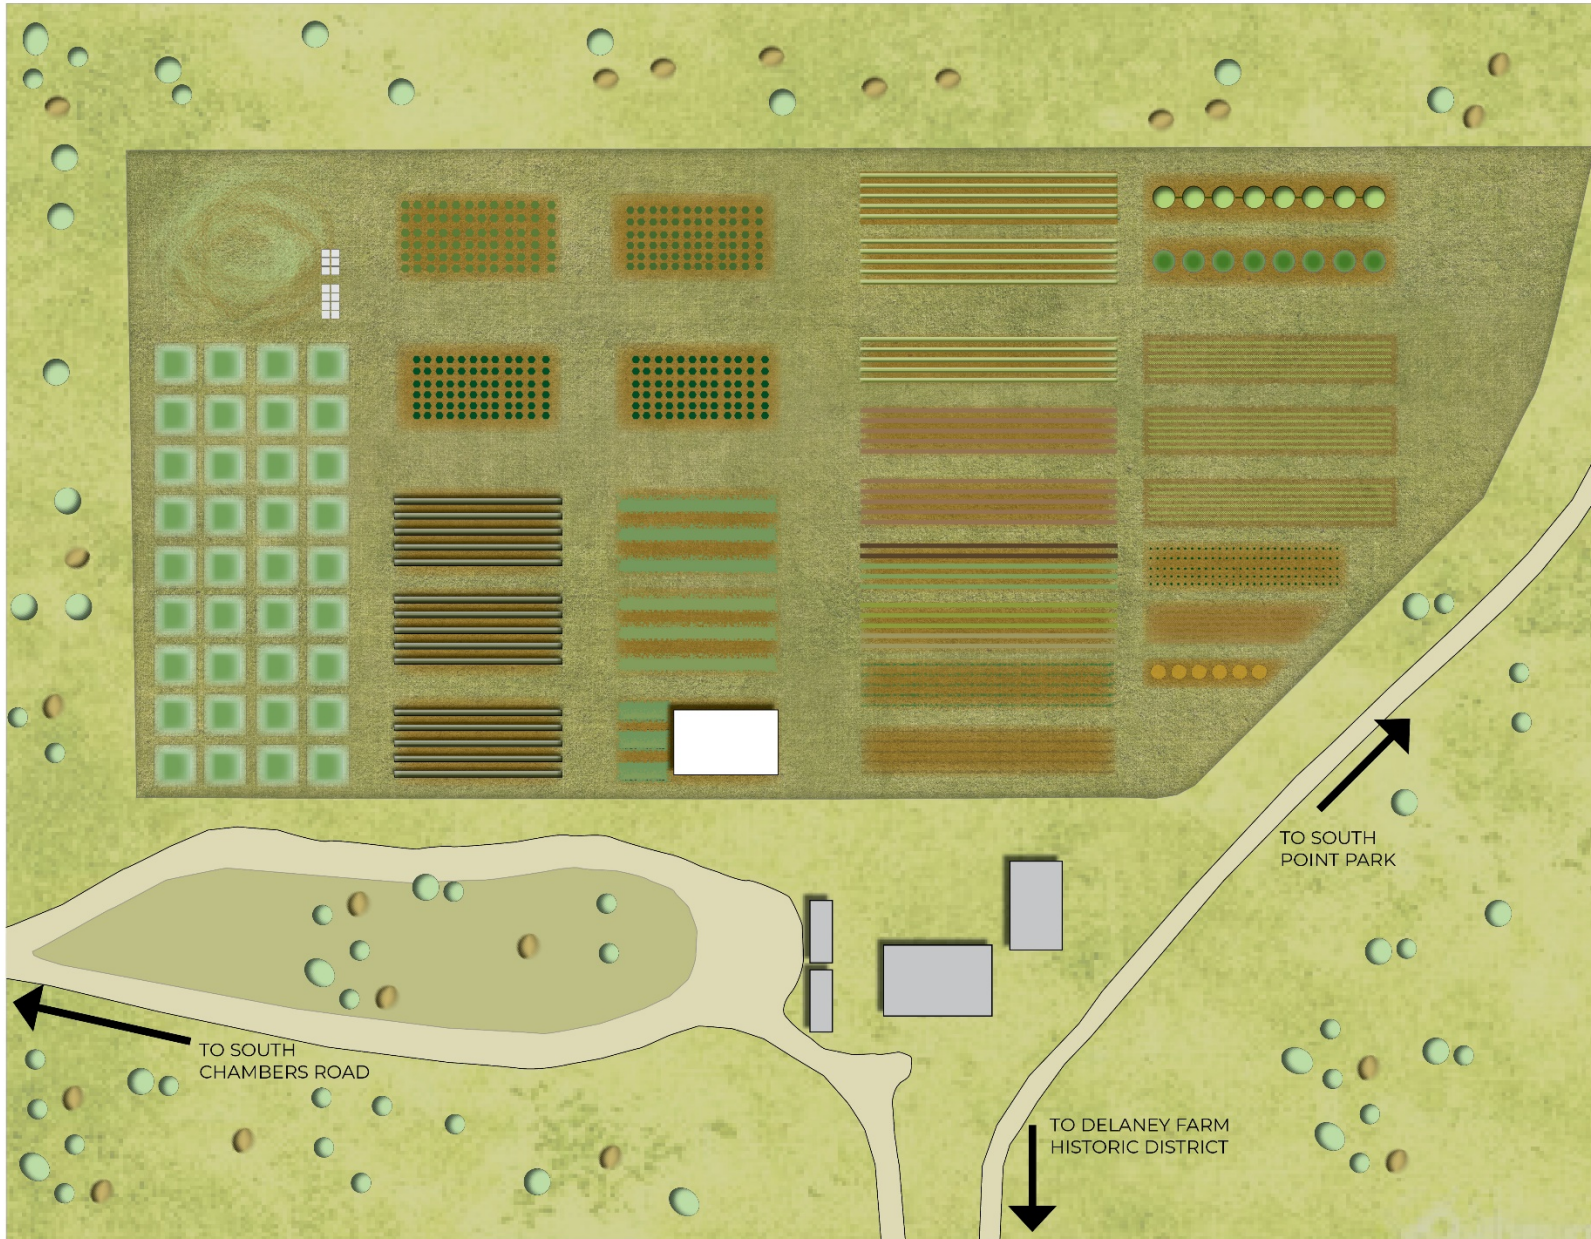 TO SOUTH
POINT PARK
TO SOUTH
CHAMBERS ROAD
TO DELANEY FARM
HISTORIC DISTRICT